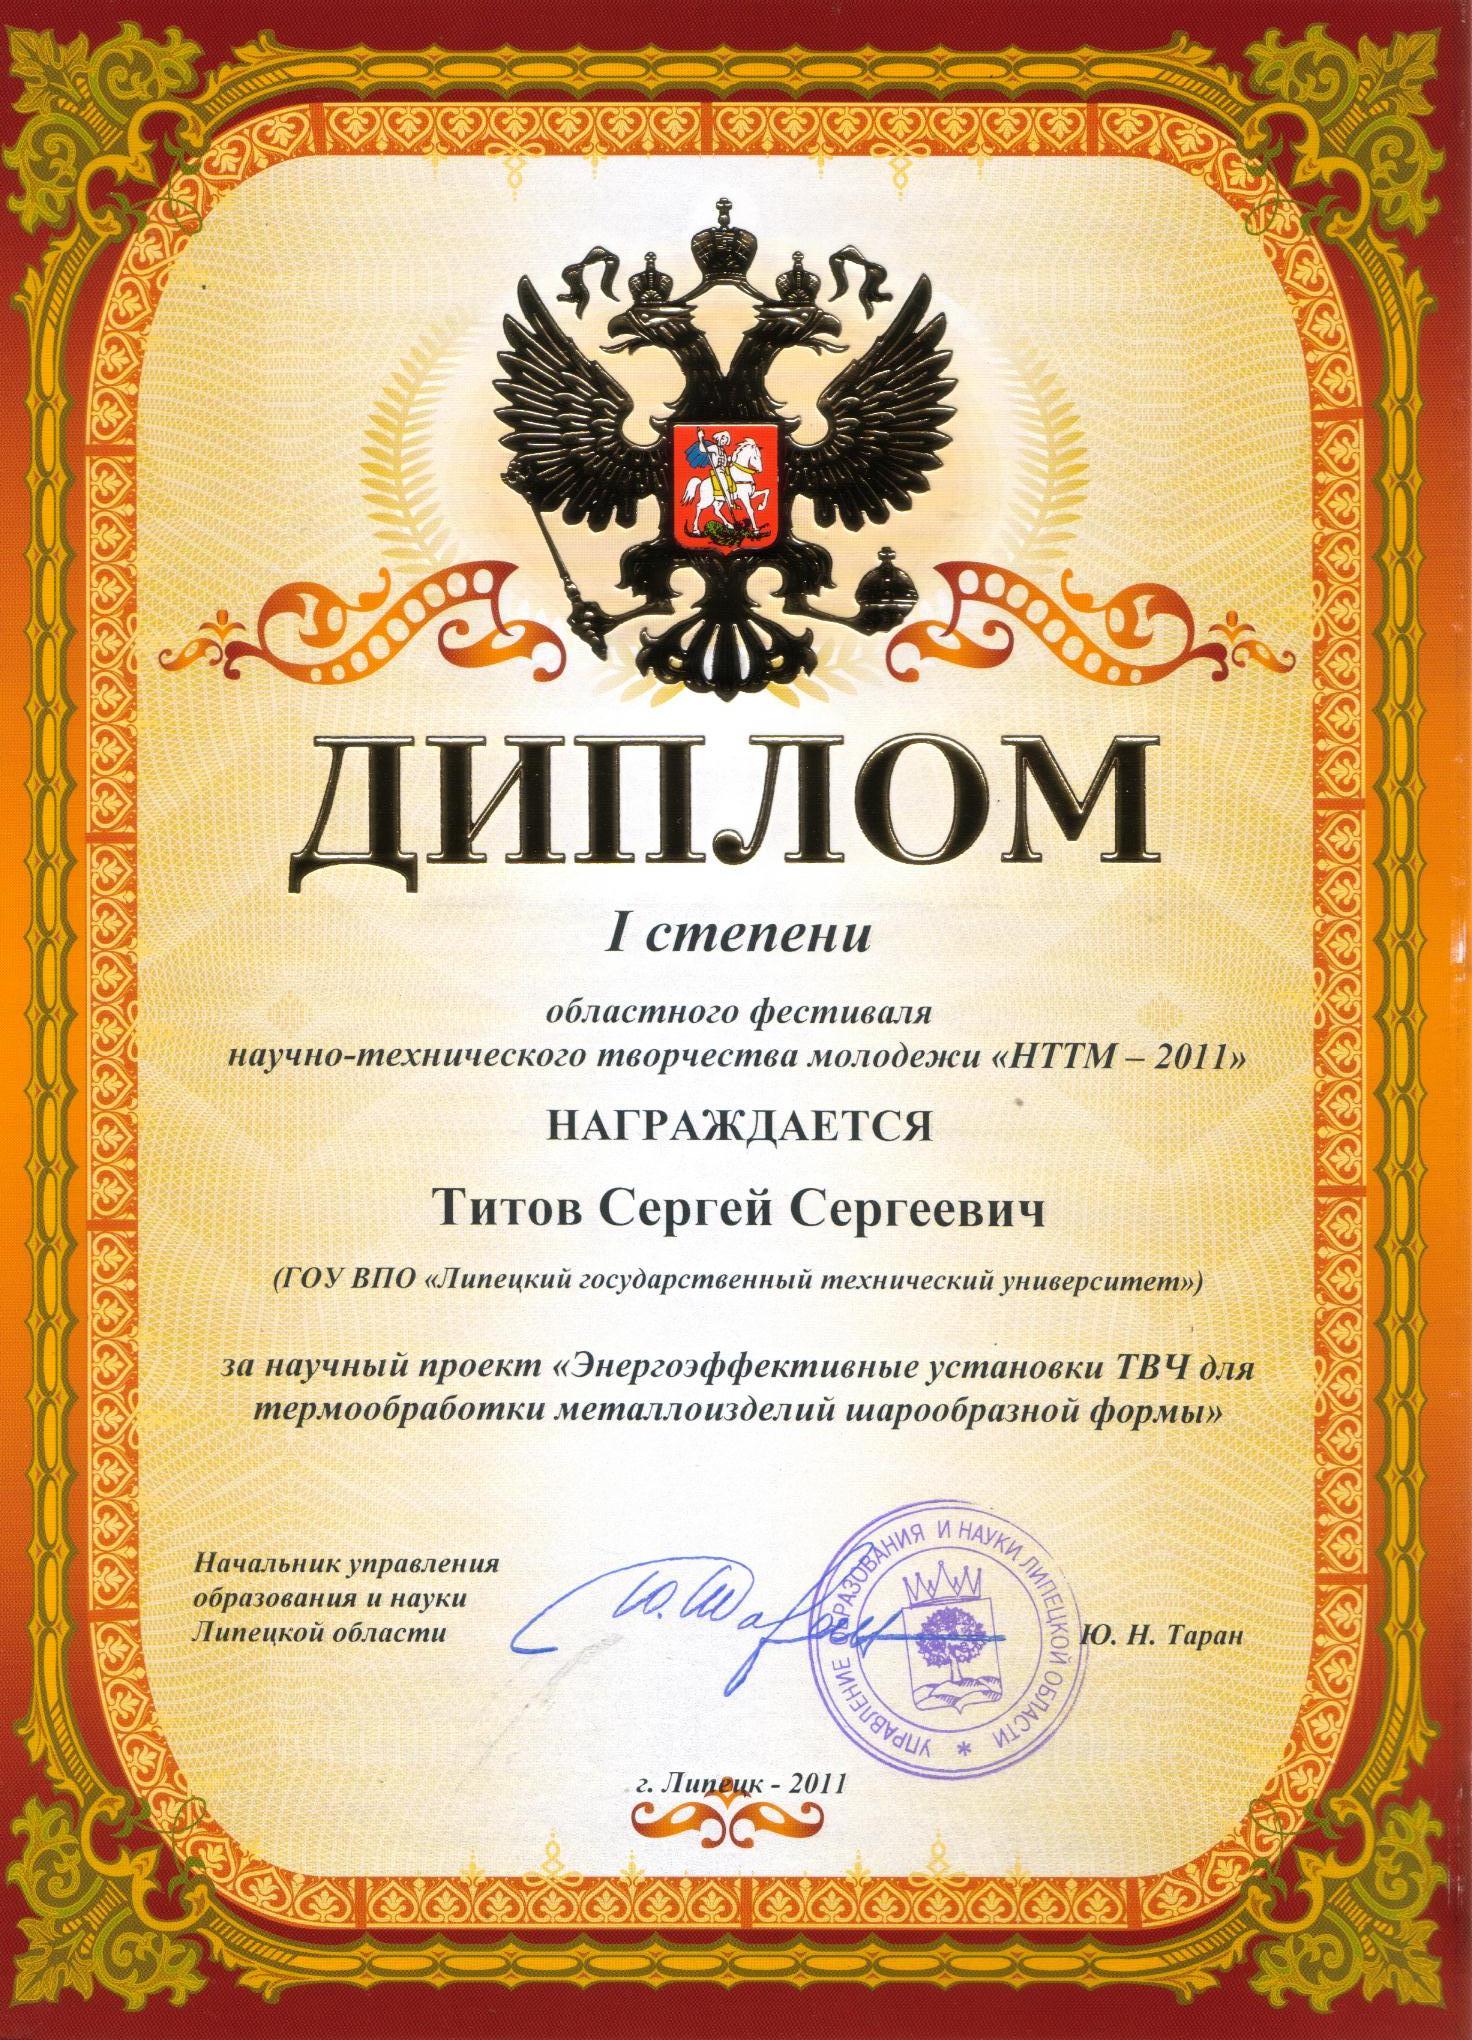 ДИПЛОМ
I степени
областного фестиваля
научно-технического творчества молодежи «НТТМ – 2011»
НАГРАЖДАЕТСЯ
Титов Сергей Сергеевич
(ГОУ ВПО «Липецкий государственный технический университет»)
за научный проект «Энергоэффективные установки ТВЧ для
термообработки металлоизделий шарообразной формы»
Начальник управления
образования и науки
Липецкой области
Ю. Н. Таран
УПРАВЛЕНИЕ ОБРАЗОВАНИЯ И НАУКИ ЛИПЕЦКОЙ ОБЛАСТИ *
г. Липецк - 2011